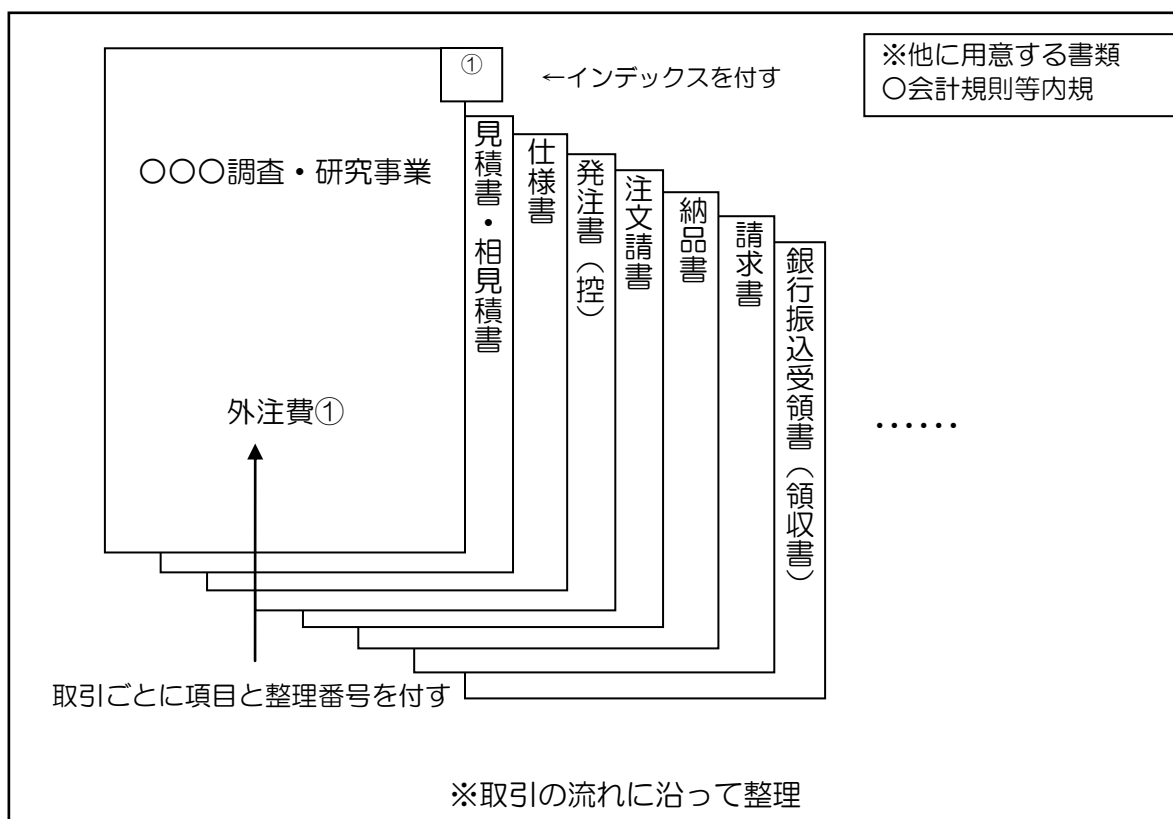 ①
←インデックスを付す
※他に用意する書類
○会計規則等内規
○○○調査・研究事業
見積書・相見積書
仕様書
発注書（控）
注文請書
納品書
請求書
銀行振込受領書（領収書）
外注費①
……
取引ごとに項目と整理番号を付す
※取引の流れに沿って整理